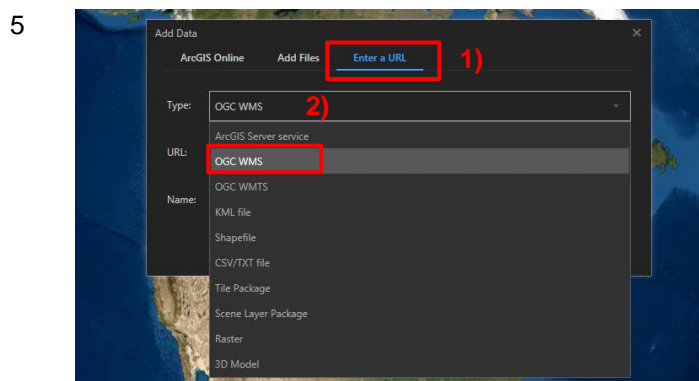 5
Add Data
ArcGIS Online Add Files Enter a URL 1)
Type: OGC WMS 2)
ArcGIS Server service
URL: OGC WMS
OGC WMTS
Name:
KML file
Shapefile
CSV/TXT file
Tile Package
Scene Layer Package
Raster
3D Model